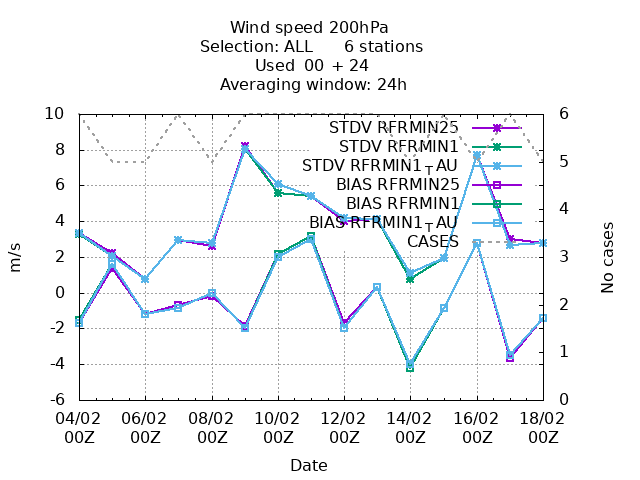 Wind speed 200hPa
Selection: ALL 6 stations
Used 00 + 24
Averaging window: 24h
10
8
6
4
2
0
-2
-4
-6
m/s
6
5
4
3
2
1
0
No cases
STDV RFRMIN25
STDV RFRMIN1
STDV RFRMIN1TAU
BIAS RFRMIN25
BIAS RFRMIN1
BIAS RFRMIN1TAU
CASES
04/02 06/02 08/02 10/02 12/02 14/02 16/02 18/02
00Z 00Z 00Z 00Z 00Z 00Z 00Z 00Z
Date